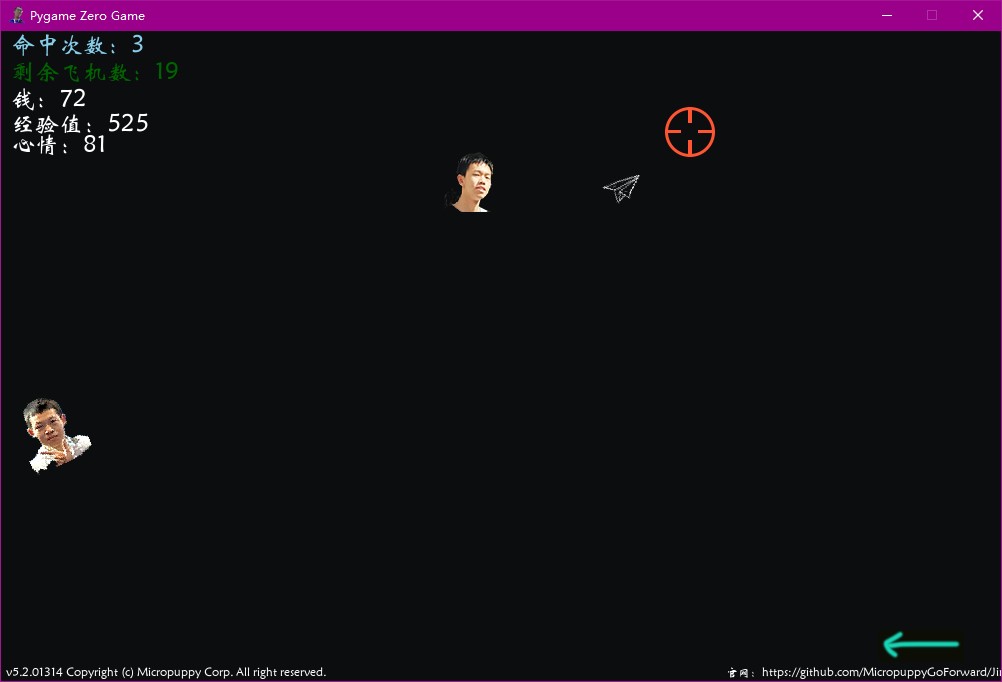 Pygame Zero Game
命中次数：3
剩余飞机数：19
钱：72
经验值：525
心情：81
v5.2.01314 Copyright (c) Micropuppy Corp. All right reserved.
官网：https://github.com/MicropuppyGoForward/Ji